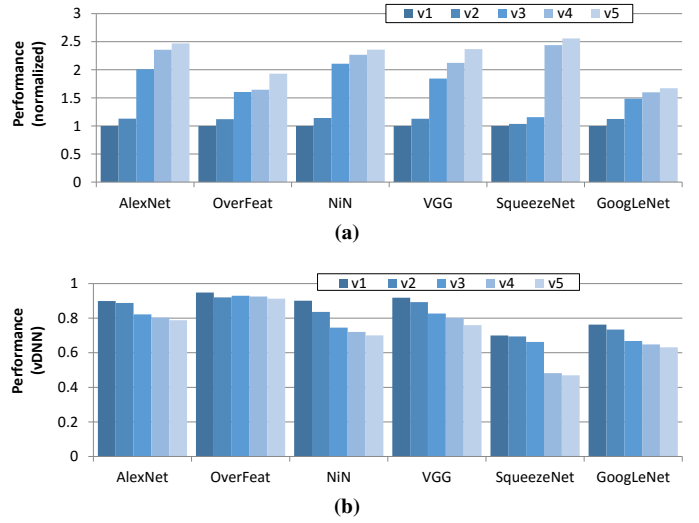 v1 v2 v3 v4 v5
Performance
(normalized)
3
2.5
2
1.5
1
0.5
0
AlexNet OverFeat NiN VGG SqueezeNet GoogLeNet
(a)
v1 v2 v3 v4 v5
Performance
(vDNN)
1
0.8
0.6
0.4
0.2
0
AlexNet OverFeat NiN VGG SqueezeNet GoogLeNet
(b)